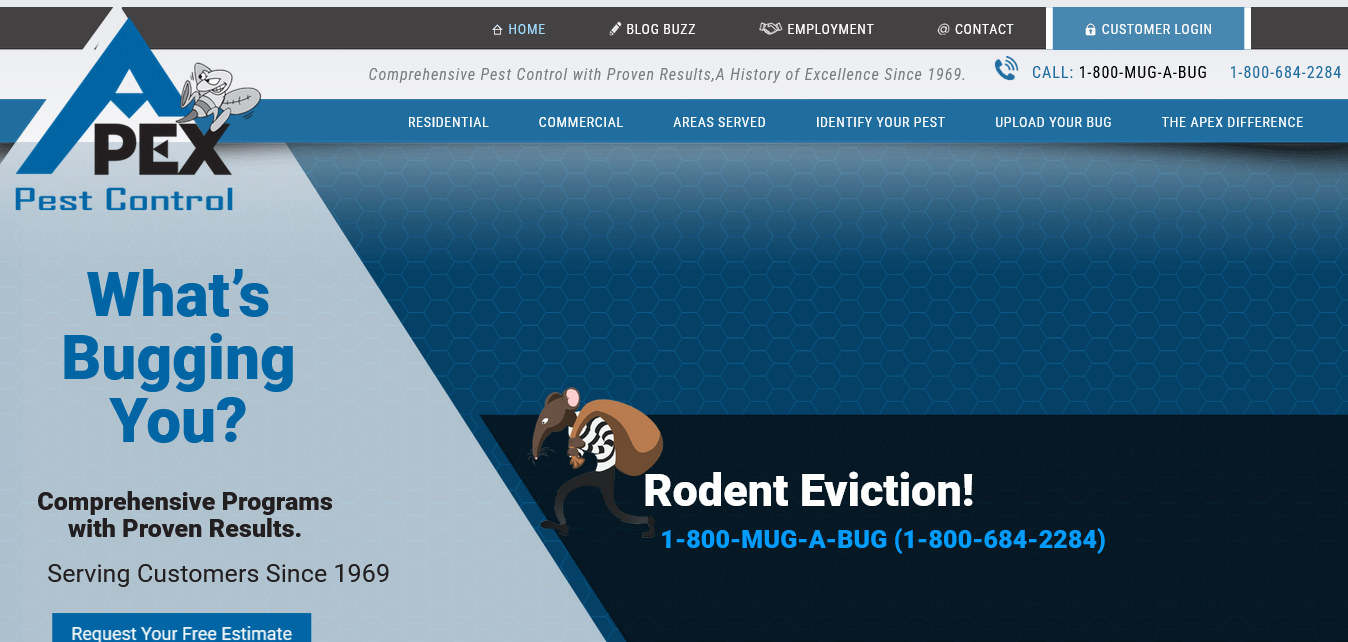 HOME BLOG BUZZ EMPLOYMENT @ CONTACT CUSTOMER LOGIN
Comprehensive Pest Control with Proven Results,A History of Excellence Since 1969. CALL: 1-800-MUG-A-BUG 1-800-684-2284
RESIDENTIAL COMMERCIAL AREAS SERVED IDENTIFY YOUR PEST UPLOAD YOUR BUG THE APEX DIFFERENCE
APEX
Pest Control
What's
Bugging
You?
Comprehensive Programs
with Proven Results.
Serving Customers Since 1969
Request Your Free Estimate
Rodent Eviction!
1-800-MUG-A-BUG (1-800-684-2284)